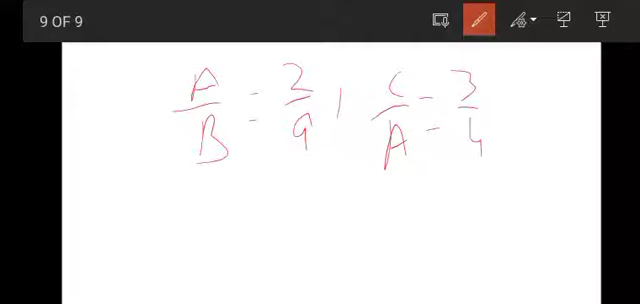 9 OF 9
A/B = 2/9, C/A = 3/4